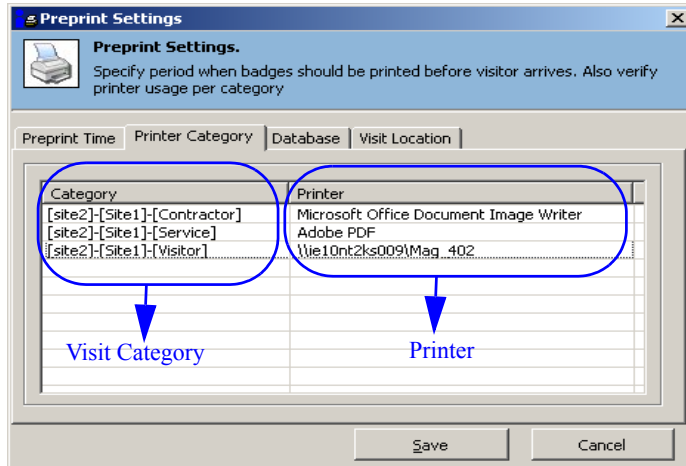 Preprint Settings
Preprint Settings.
Specify period when badges should be printed before visitor arrives. Also verify
printer usage per category
Preprint Time Printer Category Database Visit Location
Category Printer
[site2]-[Site1]-[Contractor] Microsoft Office Document Image Writer
[site2]-[Site1]-[Service] Adobe PDF
[site2]-[Site1]-[Visitor] \\ie10nt2ks009\Mag_402
Visit Category Printer
Save Cancel